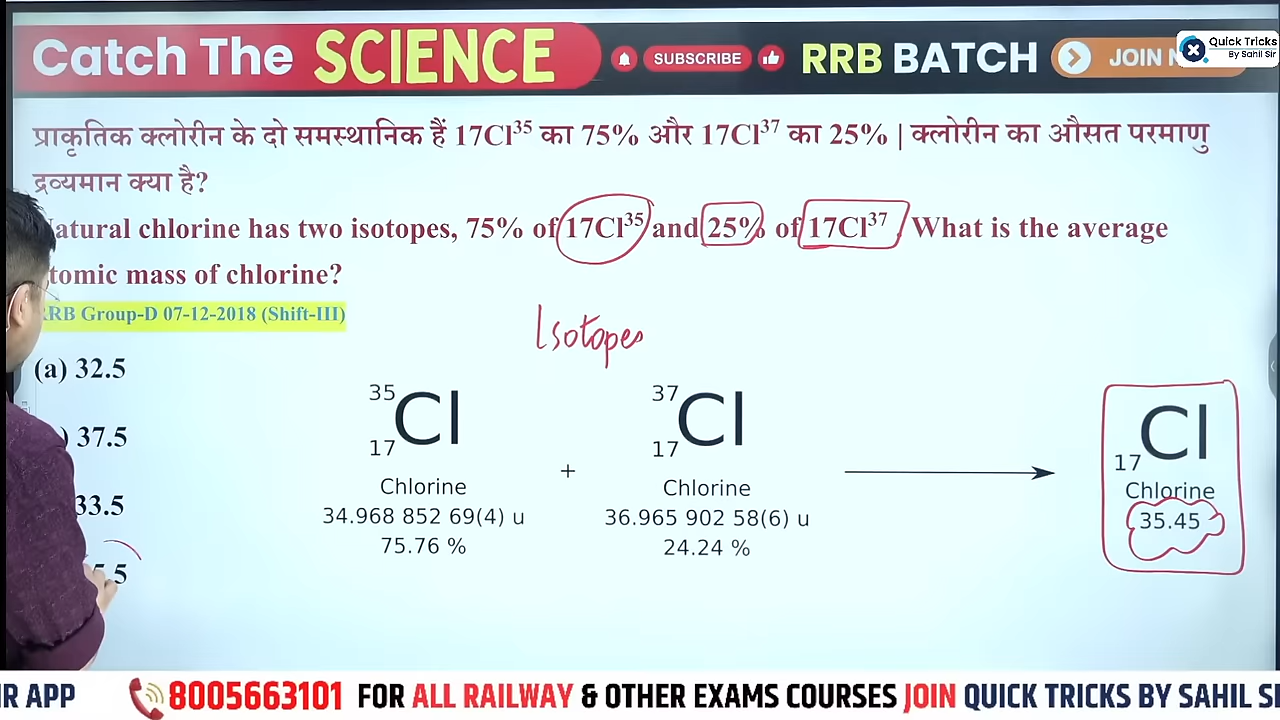 Catch The SCIENCE SUBSCRIBE RRB BATCH JOIN
Quick Tricks
By Sahil Sir
प्राकृतिक क्लोरीन के दो समस्थानिक हैं 17Cl³⁵ का 75% और 17Cl³⁷ का 25% | क्लोरीन का औसत परमाणु
द्रव्यमान क्या है?
atural chlorine has two isotopes, 75% of 17Cl³⁵ and 25% of 17Cl³⁷. What is the average
tomic mass of chlorine?
RRB Group-D 07-12-2018 (Shift-III)
Isotopes
(a) 32.5
) 37.5
33.5
5.5
35
17
Cl
Chlorine
34.968 852 69(4) u
75.76 %
+
37
17
Cl
Chlorine
36.965 902 58(6) u
24.24 %
17
Cl
Chlorine
35.45
IR APP 8005663101 FOR ALL RAILWAY & OTHER EXAMS COURSES JOIN QUICK TRICKS BY SAHIL SI